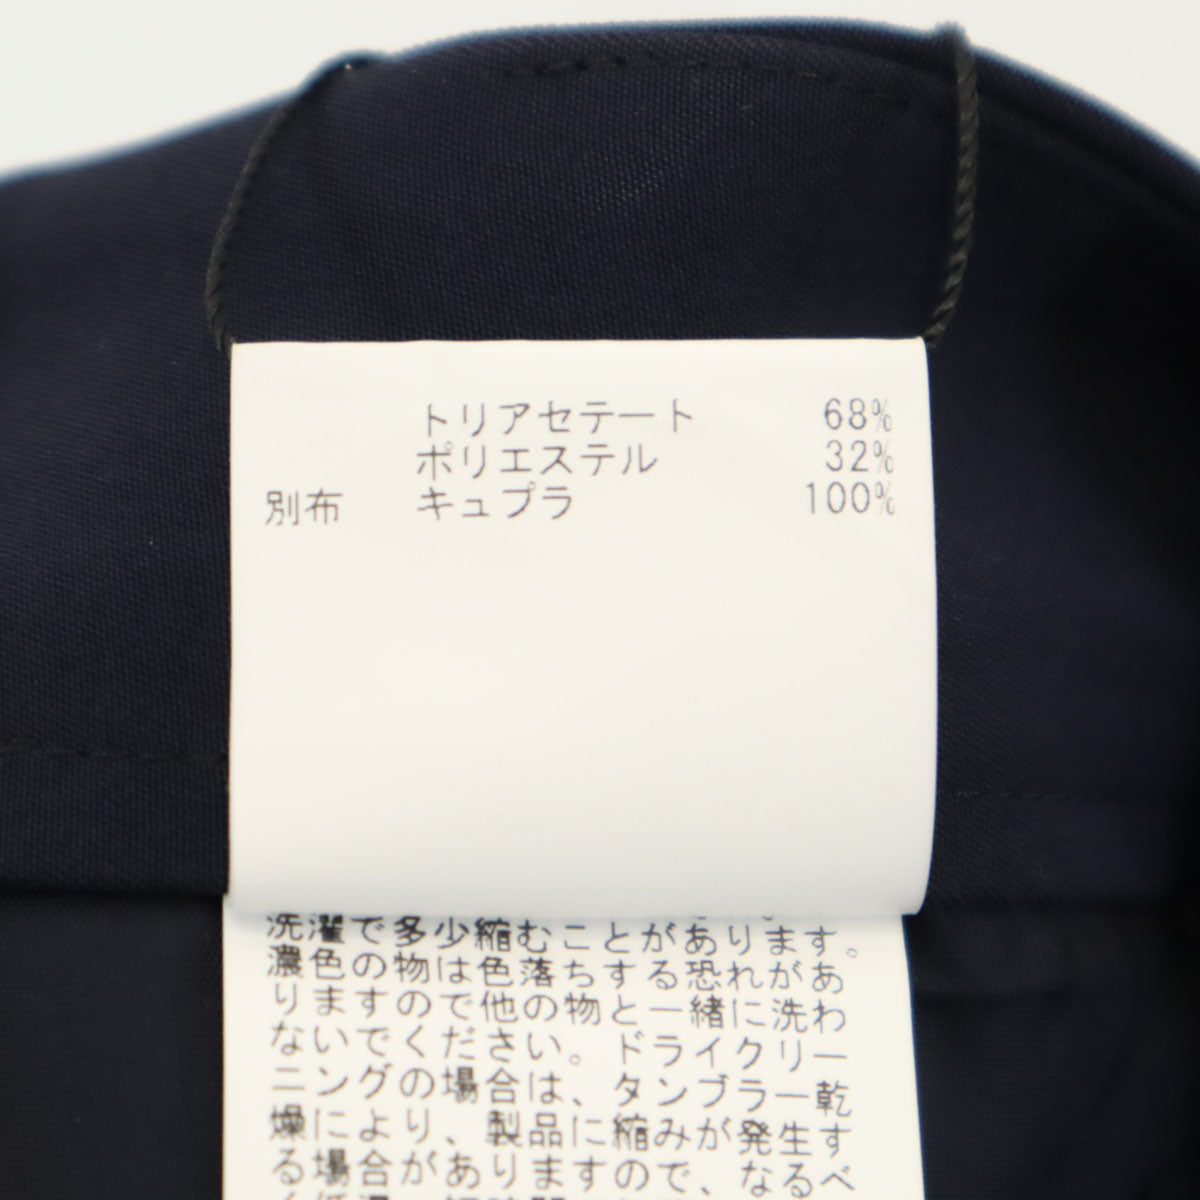 トリアセテート 68%
ポリエステル 32%
別布 キュプラ 100%
洗濯で多少縮むことがあります。
濃色の物は色落ちする恐れがあ
りますので他の物と一緒に洗わ
ないでください。ドライクリー
ニングの場合は、タンブラー乾
燥により、製品に縮みが発生す
る場合がありますので、なるべ